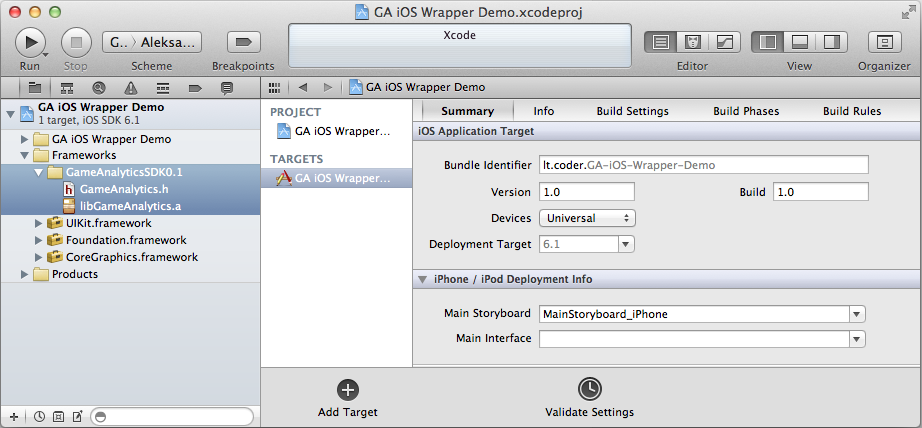 GA iOS Wrapper Demo.xcodeproj
G.. Aleksa...
Xcode
Run
Stop
Scheme
Breakpoints
Editor
View
Organizer
GA iOS Wrapper Demo
1 target, iOS SDK 6.1
GA iOS Wrapper Demo
Frameworks
GameAnalyticsSDK0.1
h GameAnalytics.h
libGameAnalytics.a
UIKit.framework
Foundation.framework
CoreGraphics.framework
Products
GA iOS Wrapper Demo
PROJECT
GA iOS Wrapper...
TARGETS
GA iOS Wrapper...
Summary Info Build Settings Build Phases Build Rules
iOS Application Target
Bundle Identifier lt.coder.GA-iOS-Wrapper-Demo
Version 1.0 Build 1.0
Devices Universal
Deployment Target 6.1
iPhone / iPod Deployment Info
Main Storyboard MainStoryboard_iPhone
Main Interface
Add Target
Validate Settings